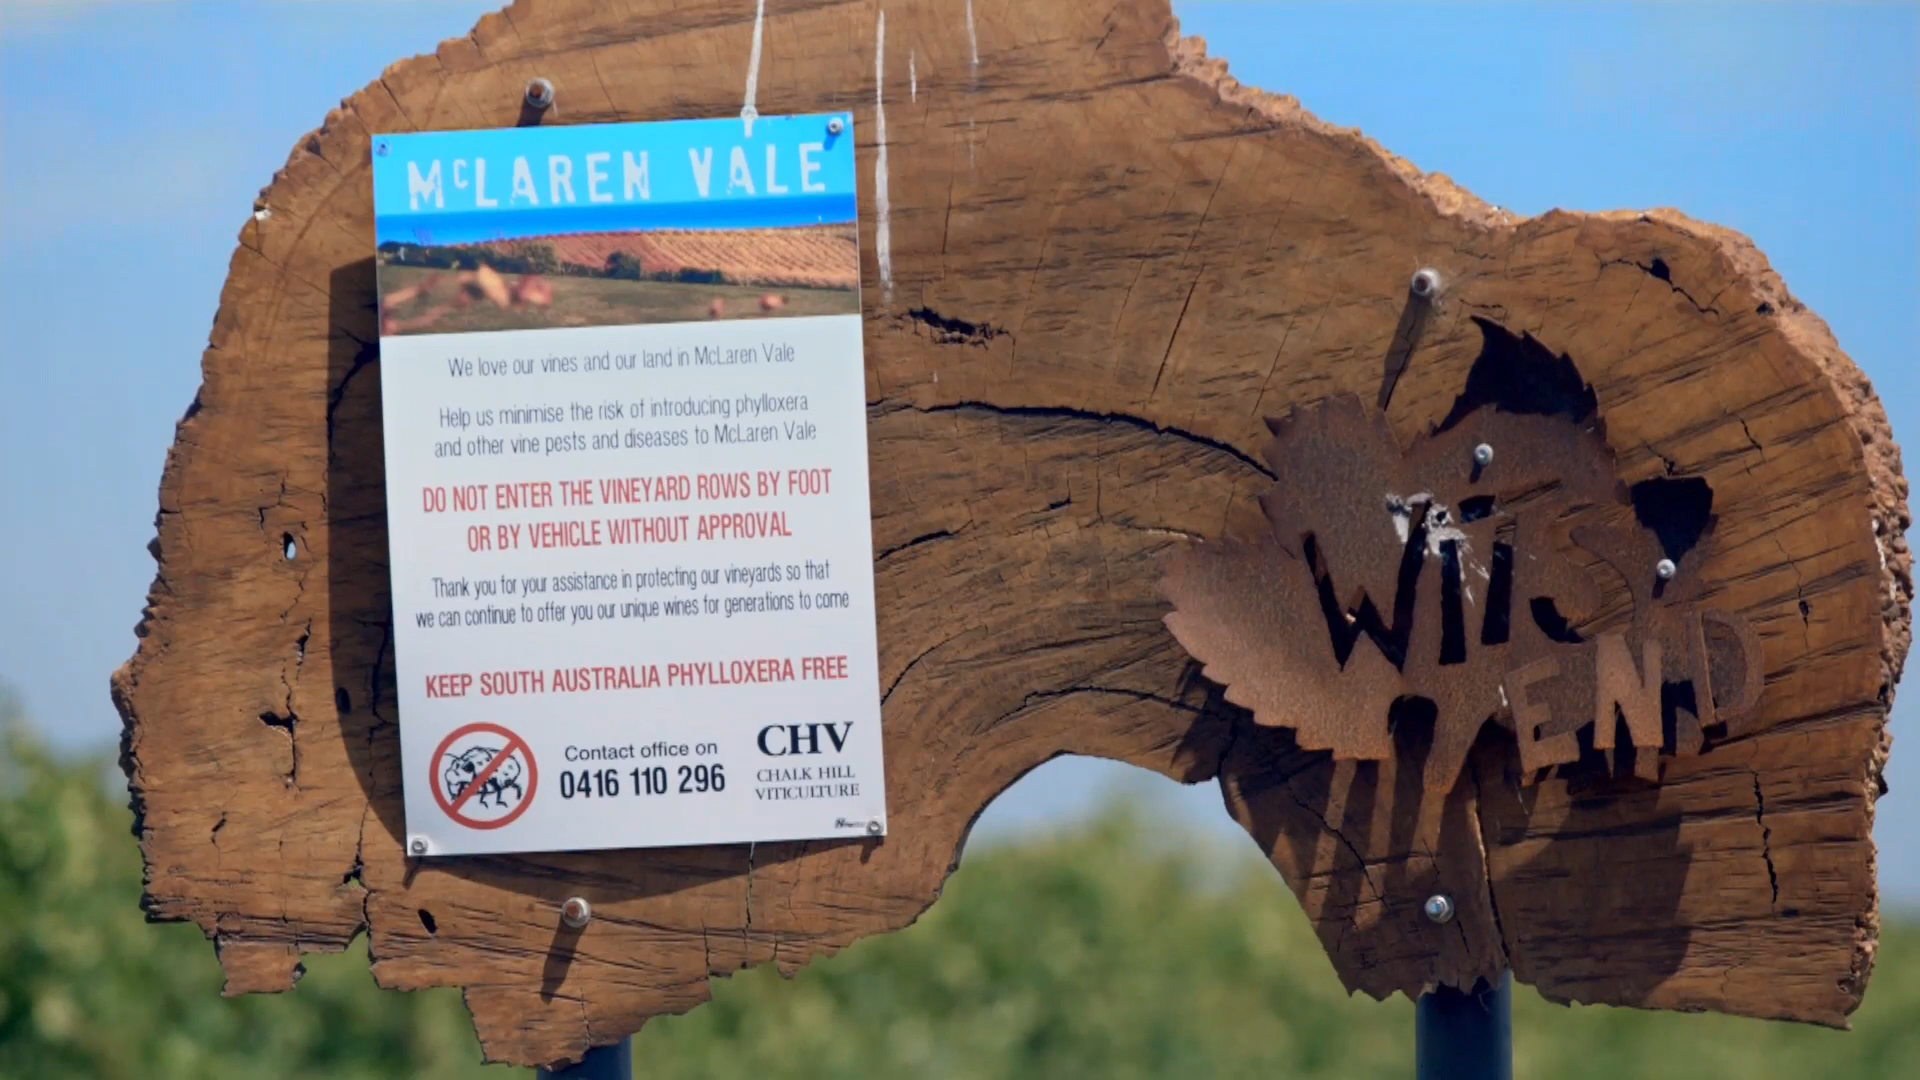 McLAREN VALE
We love our vines and our land in McLaren Vale
Help us minimise the risk of introducing phylloxera
and other vine pests and diseases to McLaren Vale
DO NOT ENTER THE VINEYARD ROWS BY FOOT
OR BY VEHICLE WITHOUT APPROVAL
Thank you for your assistance in protecting our vineyards so that
we can continue to offer you our unique wines for generations to come
KEEP SOUTH AUSTRALIA PHYLLOXERA FREE
Contact office on
0416 110 296
CHV
CHALK HILL
VITICULTURE
WITS
END